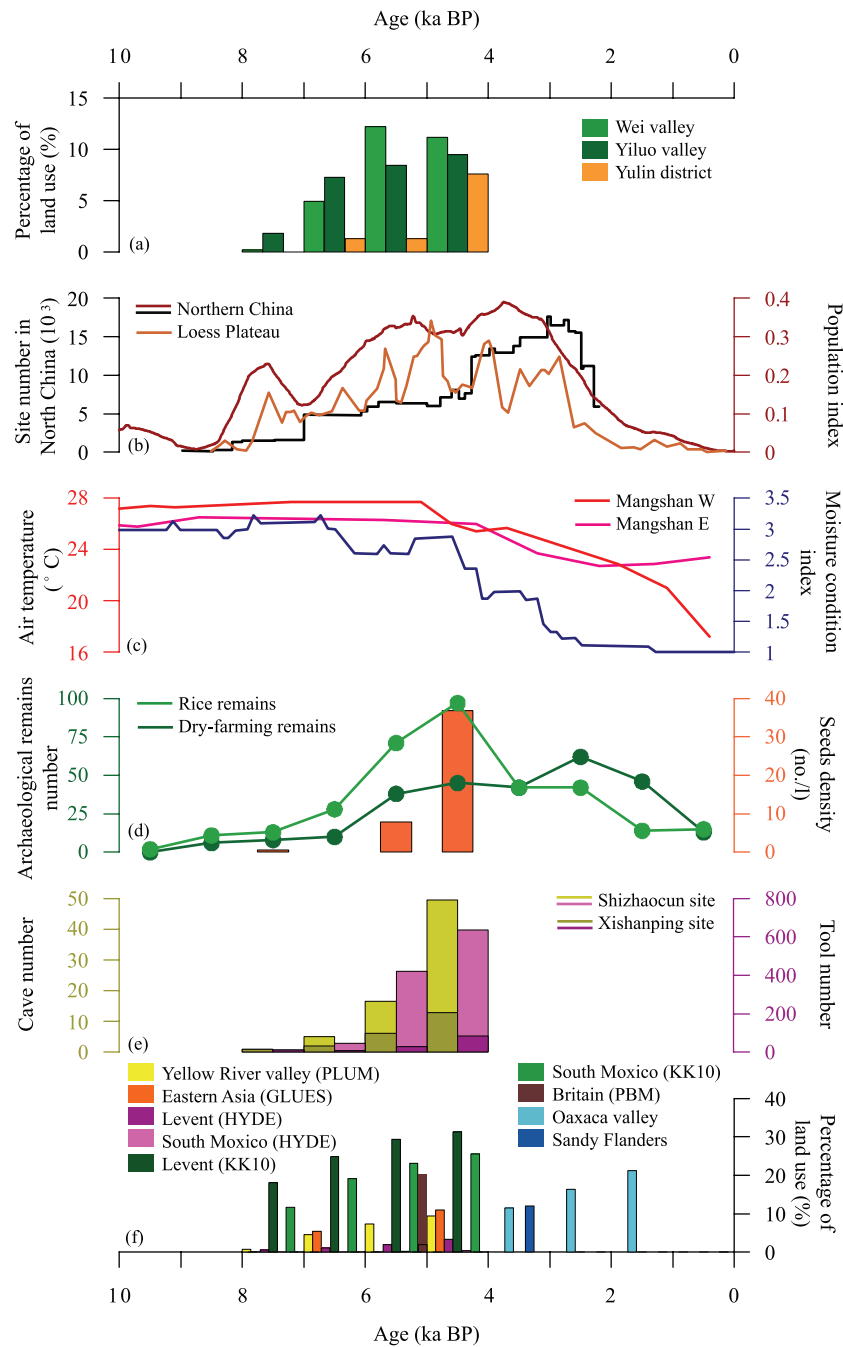 Age (ka BP)
10 8 6 4 2 0
Percentage of
land use (%)
15
10
5
0
(a)
Wei valley
Yiluo valley
Yulin district
Site number in
North China (10³)
20
15
10
5
0
(b)
Northern China
Loess Plateau
0.4
0.3
0.2
0.1
0
Population index
Air temperature
(° C)
28
24
20
16
(c)
Mangshan W
Mangshan E
3.5
3
2.5
2
1.5
1
Moisture condition
index
Archaeological remains
number
100
75
50
25
0
(d)
Rice remains
Dry-farming remains
40
30
20
10
0
Seeds density
(no./l)
Cave number
50
40
30
20
10
0
(e)
Shizhaocun site
Xishanping site
800
600
400
200
0
Tool number
Yellow River valley (PLUM)
Eastern Asia (GLUES)
Levent (HYDE)
South Moxico (HYDE)
Levent (KK10)
South Moxico (KK10)
Britain (PBM)
Oaxaca valley
Sandy Flanders
(f)
40
30
20
10
0
Percentage of
land use (%)
10 8 6 4 2 0
Age (ka BP)